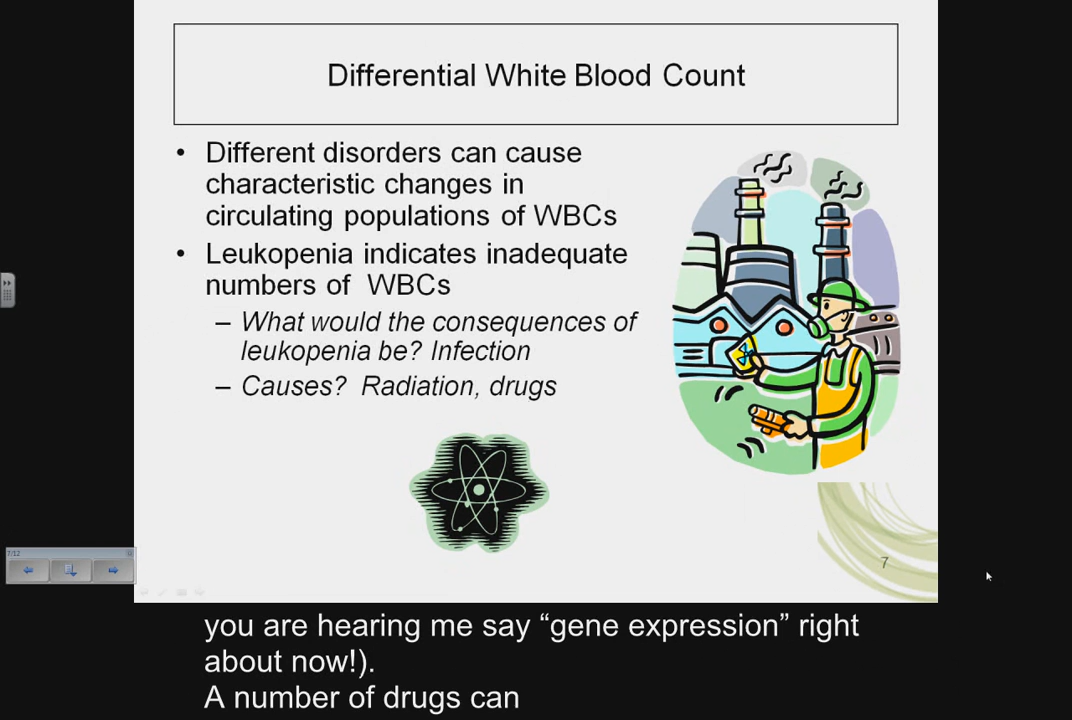 Differential White Blood Count
• Different disorders can cause
characteristic changes in
circulating populations of WBCs
• Leukopenia indicates inadequate
numbers of WBCs
– What would the consequences of
leukopenia be? Infection
– Causes? Radiation, drugs
7
7/12
you are hearing me say “gene expression” right
about now!).
A number of drugs can